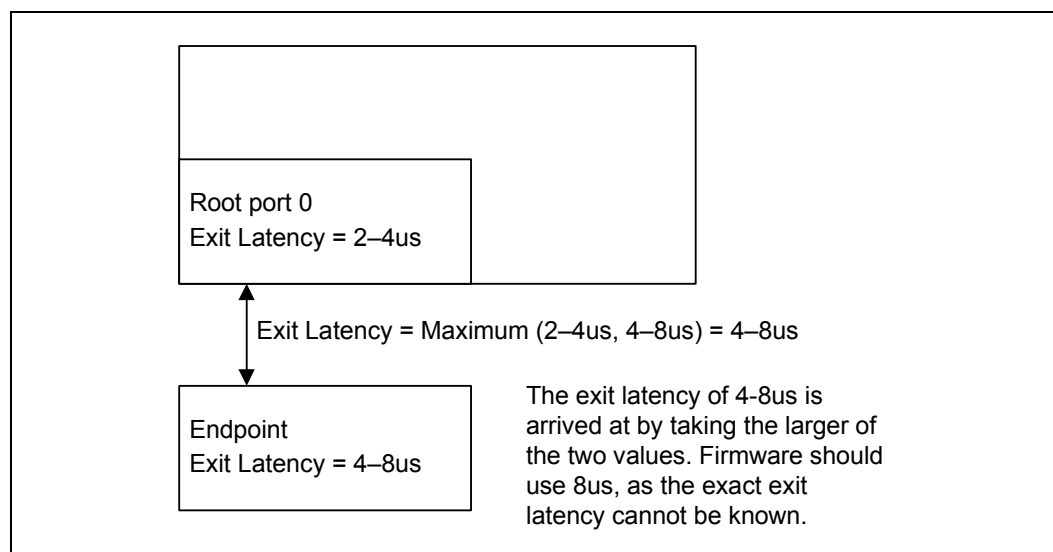 Root port 0
Exit Latency = 2–4us
Exit Latency = Maximum (2–4us, 4–8us) = 4–8us
Endpoint
Exit Latency = 4–8us
The exit latency of 4-8us is
arrived at by taking the larger of
the two values. Firmware should
use 8us, as the exact exit
latency cannot be known.